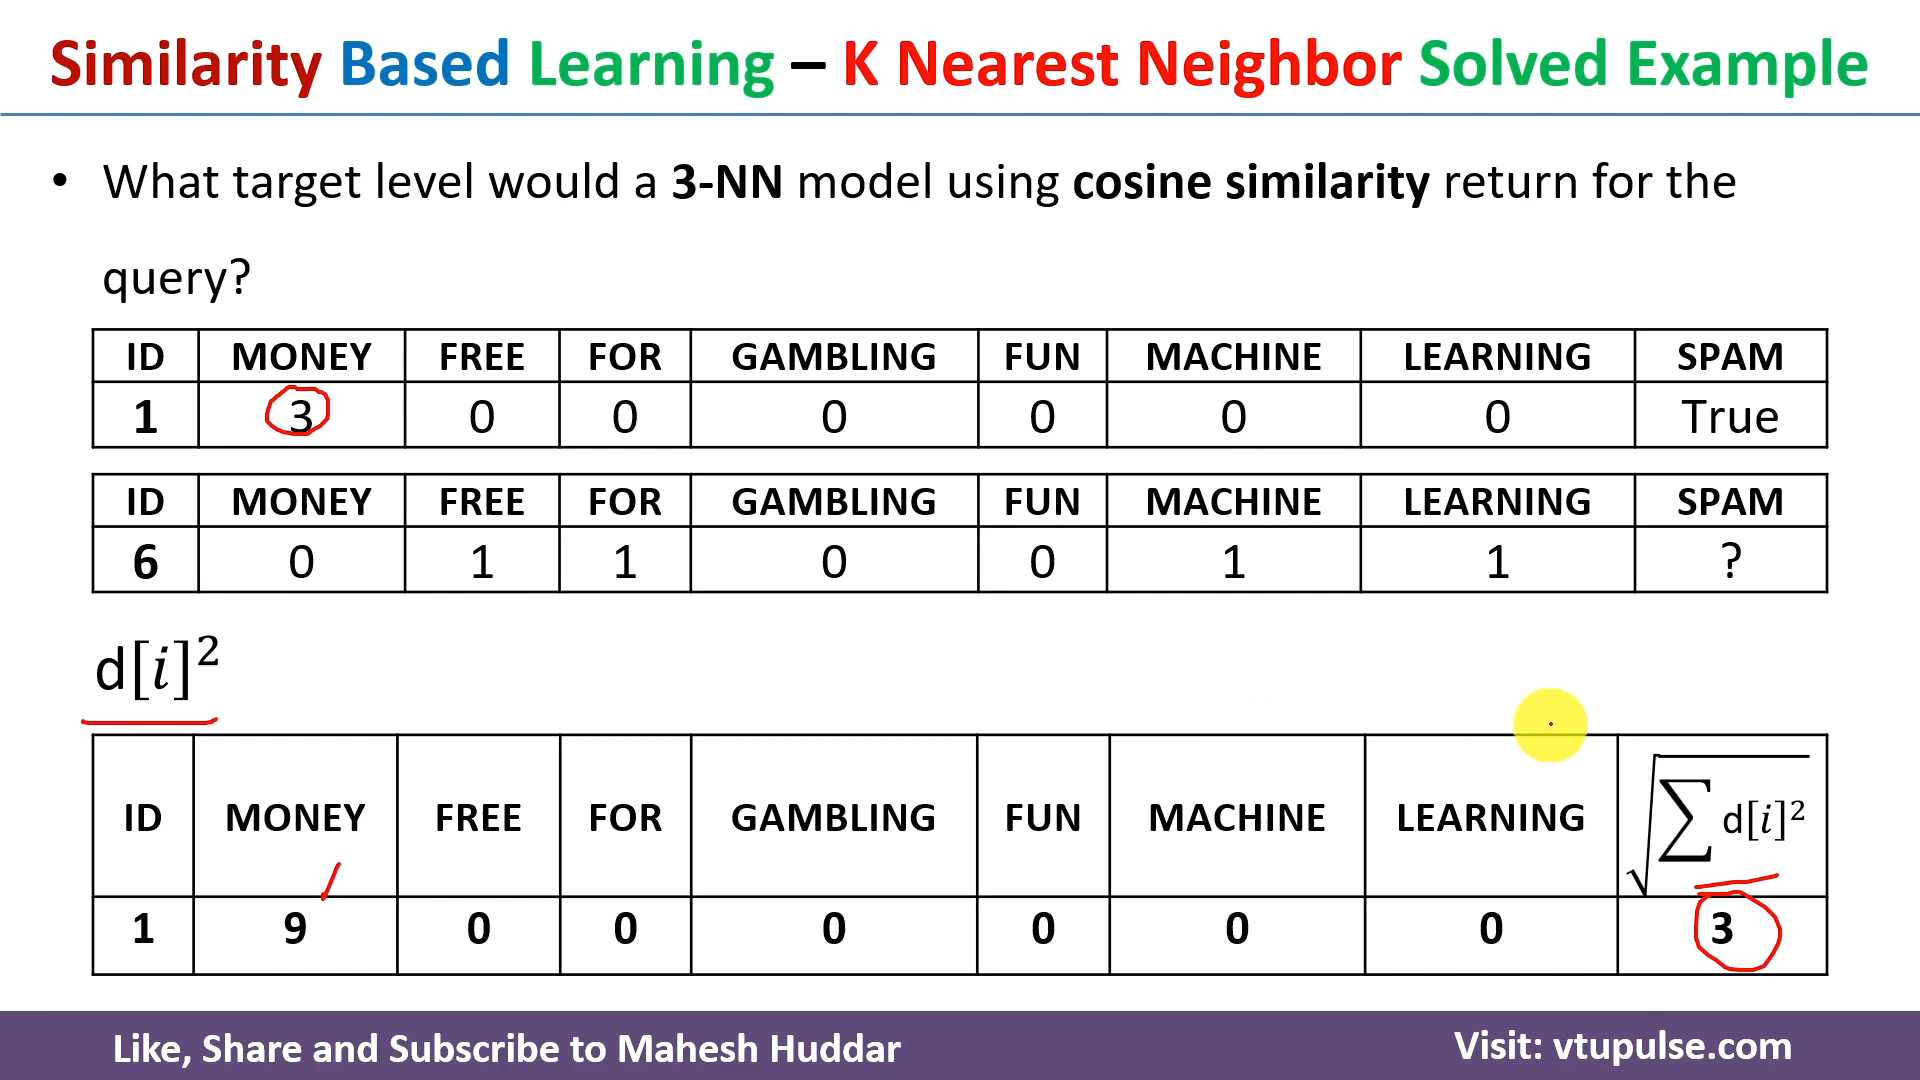 Similarity Based Learning – K Nearest Neighbor Solved Example
• What target level would a 3-NN model using cosine similarity return for the
query?
ID MONEY FREE FOR GAMBLING FUN MACHINE LEARNING SPAM
1 3 0 0 0 0 0 0 True
ID MONEY FREE FOR GAMBLING FUN MACHINE LEARNING SPAM
6 0 1 1 0 0 1 1 ?
d[i]²
ID MONEY FREE FOR GAMBLING FUN MACHINE LEARNING √∑ d[i]²
1 9 0 0 0 0 0 0 3
Like, Share and Subscribe to Mahesh Huddar
Visit: vtupulse.com